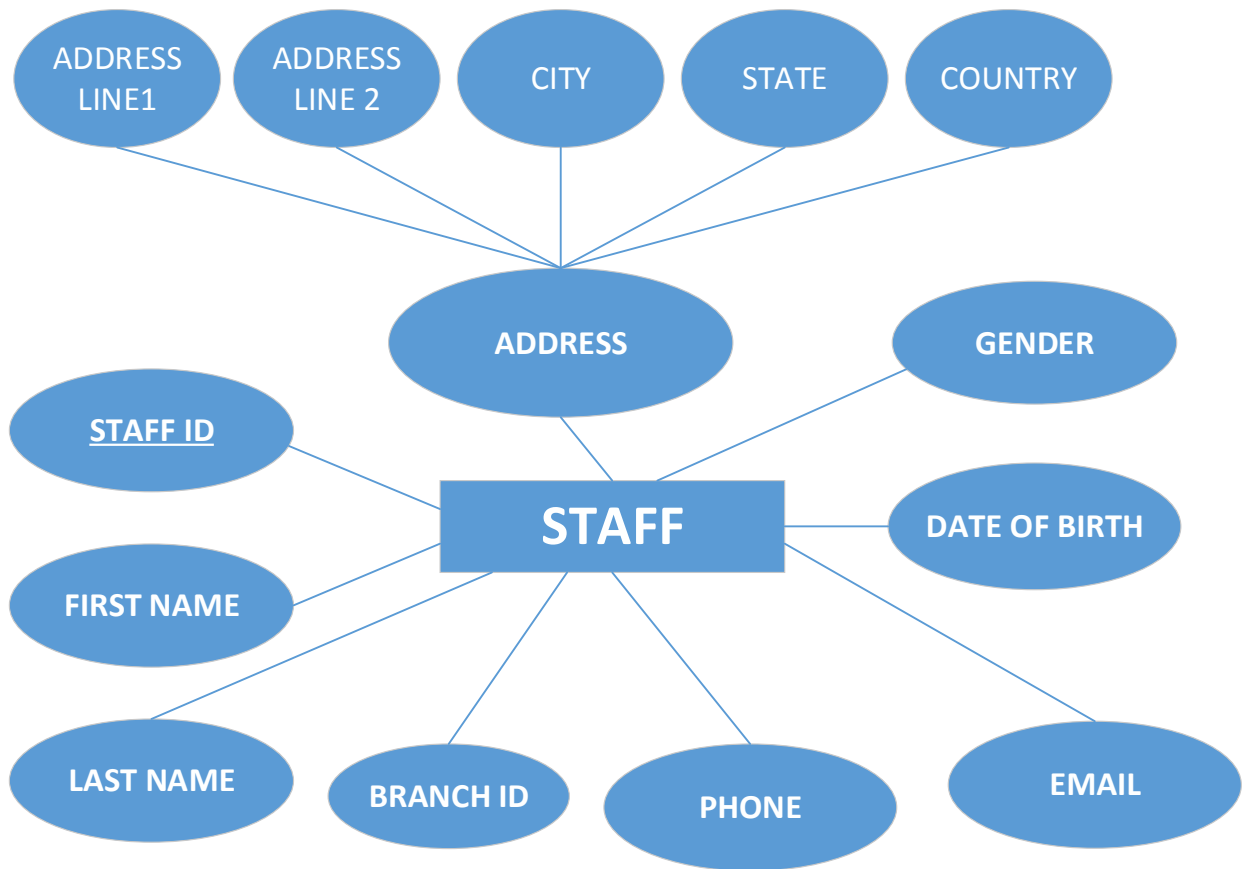 ADDRESS
LINE1
ADDRESS
LINE 2
CITY
STATE
COUNTRY
ADDRESS
GENDER
STAFF ID
STAFF
DATE OF BIRTH
FIRST NAME
LAST NAME
BRANCH ID
PHONE
EMAIL